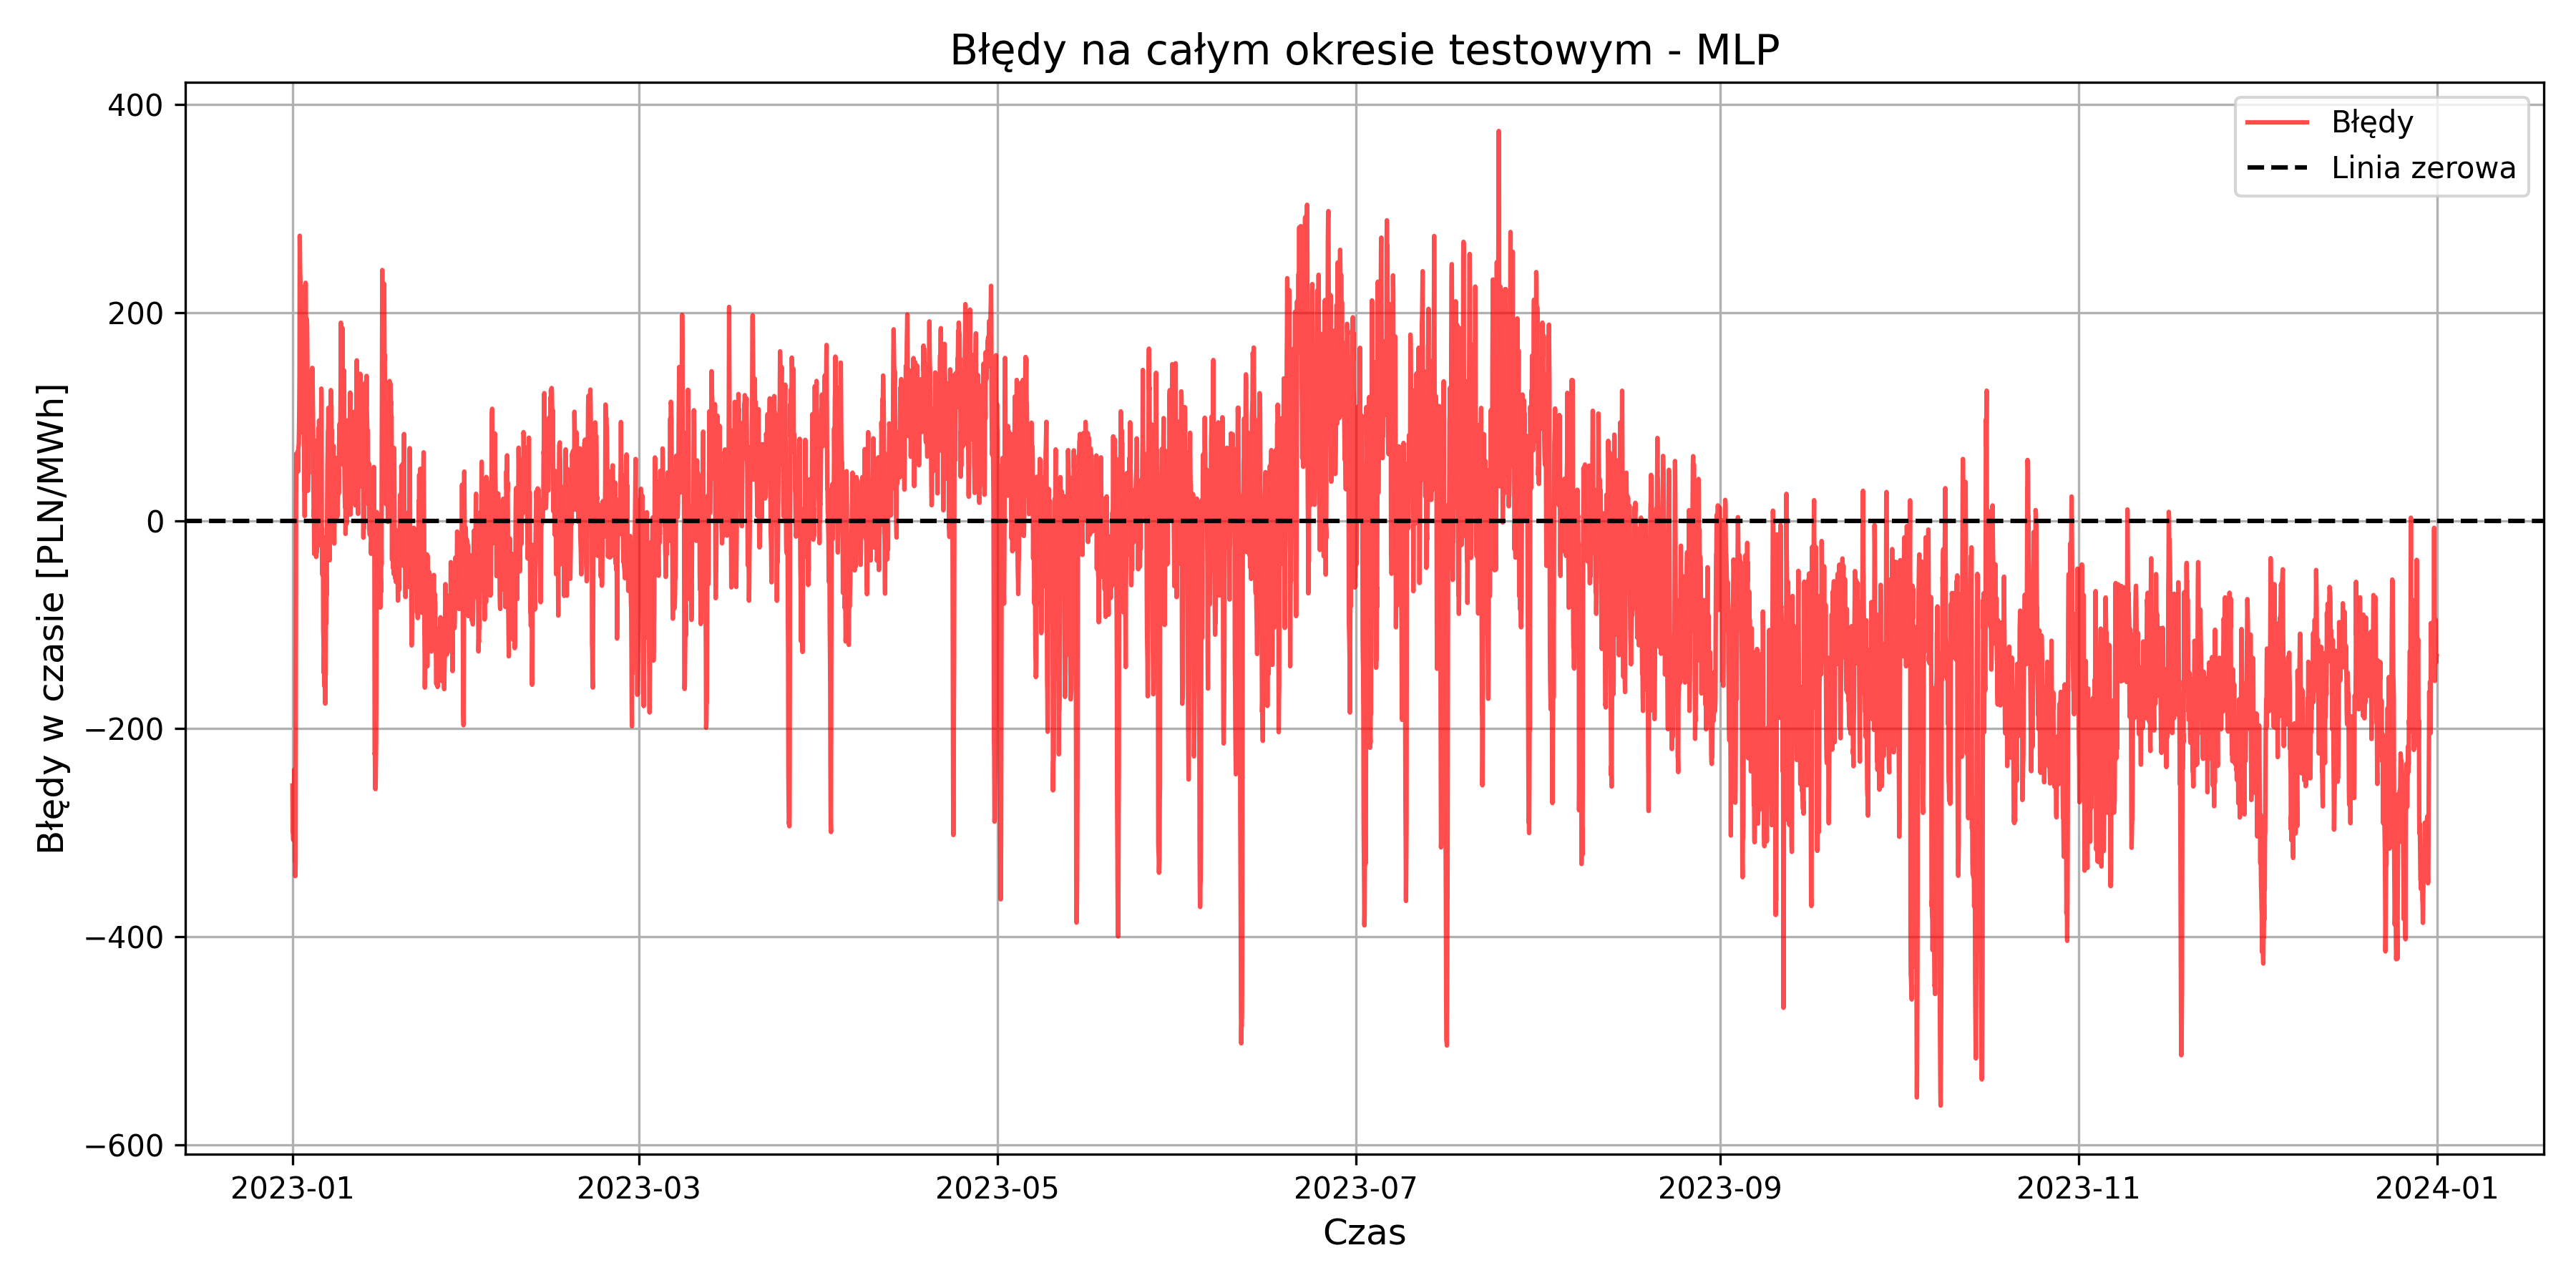 Błędy na całym okresie testowym - MLP
Błędy w czasie [PLN/MWh]
400
200
0
−200
−400
−600
Błędy
Linia zerowa
2023-01
2023-03
2023-05
2023-07
2023-09
2023-11
2024-01
Czas